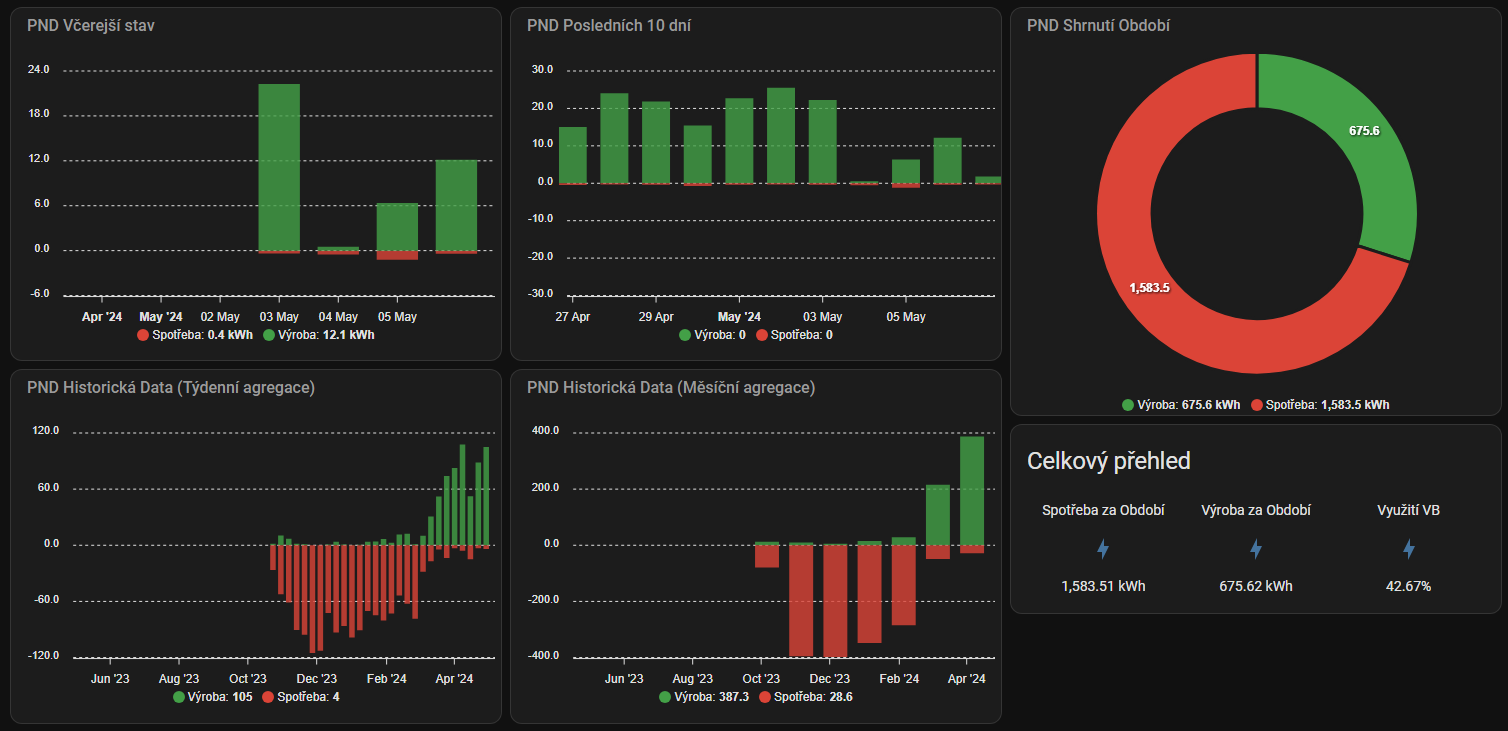 PND Včerejší stav
24.0
18.0
12.0
6.0
0.0
-6.0
Apr '24 May '24 02 May 03 May 04 May 05 May
Spotřeba: 0.4 kWh Výroba: 12.1 kWh
PND Posledních 10 dní
30.0
20.0
10.0
0.0
-10.0
-20.0
-30.0
27 Apr 29 Apr May '24 03 May 05 May
Výroba: 0 Spotřeba: 0
PND Shrnutí Období
675.6
1,583.5
Výroba: 675.6 kWh Spotřeba: 1,583.5 kWh
PND Historická Data (Týdenní agregace)
120.0
60.0
0.0
-60.0
-120.0
Jun '23 Aug '23 Oct '23 Dec '23 Feb '24 Apr '24
Výroba: 105 Spotřeba: 4
PND Historická Data (Měsíční agregace)
400.0
200.0
0.0
-200.0
-400.0
Jun '23 Aug '23 Oct '23 Dec '23 Feb '24 Apr '24
Výroba: 387.3 Spotřeba: 28.6
Celkový přehled
Spotřeba za Období Výroba za Období Využití VB
1,583.51 kWh 675.62 kWh 42.67%